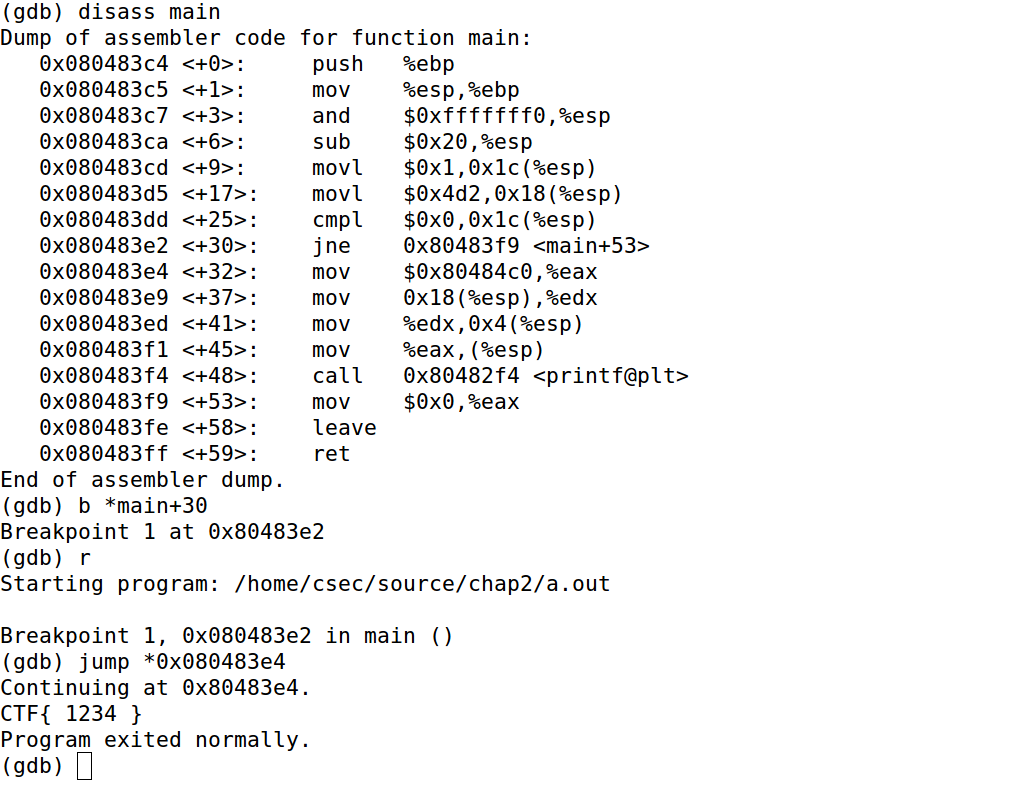 (gdb) disass main
Dump of assembler code for function main:
   0x080483c4 <+0>:     push   %ebp
   0x080483c5 <+1>:     mov    %esp,%ebp
   0x080483c7 <+3>:     and    $0xfffffff0,%esp
   0x080483ca <+6>:     sub    $0x20,%esp
   0x080483cd <+9>:     movl   $0x1,0x1c(%esp)
   0x080483d5 <+17>:    movl   $0x4d2,0x18(%esp)
   0x080483dd <+25>:    cmpl   $0x0,0x1c(%esp)
   0x080483e2 <+30>:    jne    0x80483f9 <main+53>
   0x080483e4 <+32>:    mov    $0x80484c0,%eax
   0x080483e9 <+37>:    mov    0x18(%esp),%edx
   0x080483ed <+41>:    mov    %edx,0x4(%esp)
   0x080483f1 <+45>:    mov    %eax,(%esp)
   0x080483f4 <+48>:    call   0x80482f4 <printf@plt>
   0x080483f9 <+53>:    mov    $0x0,%eax
   0x080483fe <+58>:    leave
   0x080483ff <+59>:    ret
End of assembler dump.
(gdb) b *main+30
Breakpoint 1 at 0x80483e2
(gdb) r
Starting program: /home/csec/source/chap2/a.out
Breakpoint 1, 0x080483e2 in main ()
(gdb) jump *0x080483e4
Continuing at 0x80483e4.
CTF{ 1234 }
Program exited normally.
(gdb)